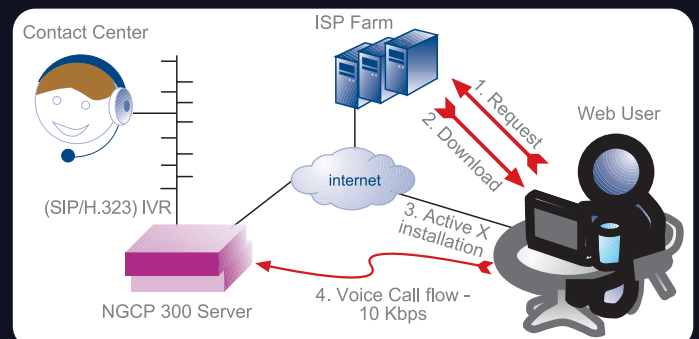 Contact Center
ISP Farm
1. Request
2. Download
Web User
internet
(SIP/H.323) IVR
3. Active X
installation
NGCP 300 Server
4. Voice Call flow -
10 Kbps